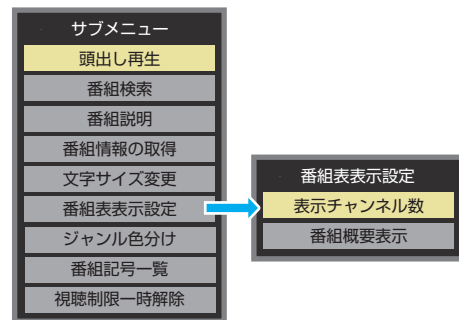 サブメニュー
頭出し再生
番組検索
番組説明
番組情報の取得
文字サイズ変更
番組表表示設定
ジャンル色分け
番組記号一覧
視聴制限一時解除
番組表表示設定
表示チャンネル数
番組概要表示